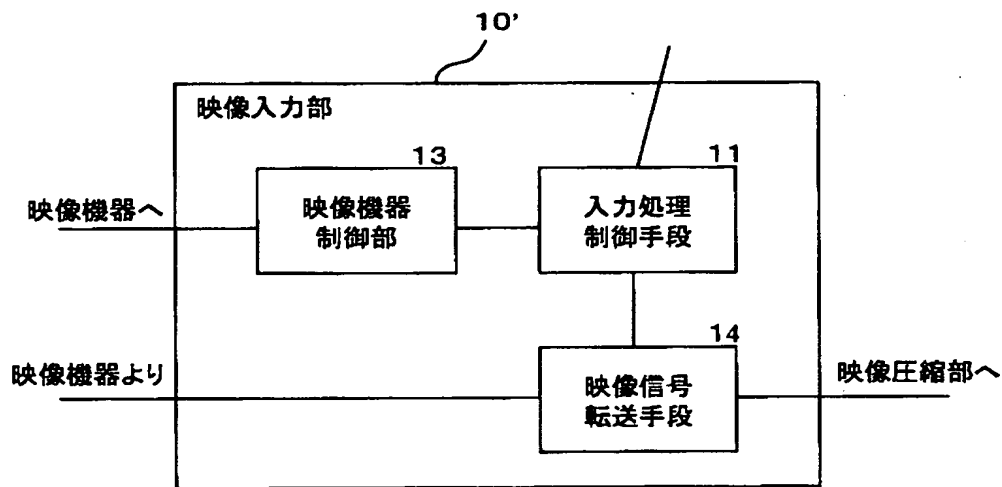 10'
映像入力部
13
11
映像機器へ
映像機器
制御部
入力処理
制御手段
14
映像機器より
映像信号
転送手段
映像圧縮部へ